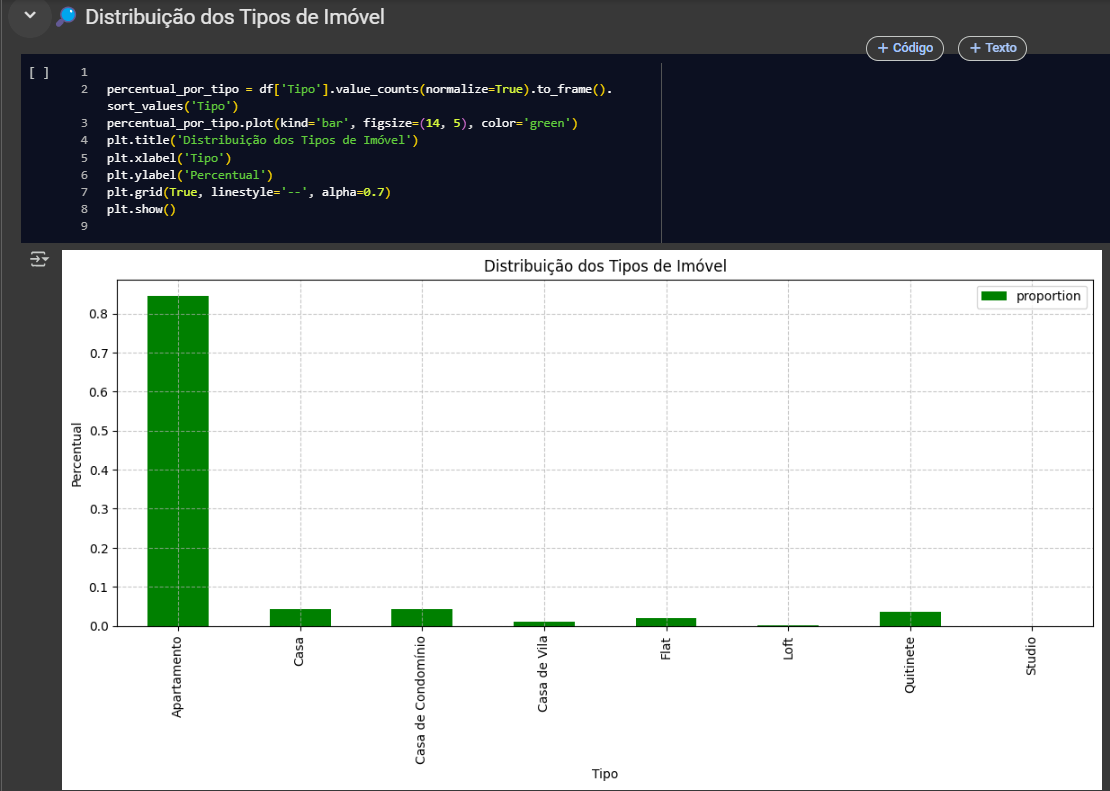 Distribuição dos Tipos de Imóvel
+ Código
+ Texto
[ ]
1
2 percentual_por_tipo = df['Tipo'].value_counts(normalize=True).to_frame().
sort_values('Tipo')
3 percentual_por_tipo.plot(kind='bar', figsize=(14, 5), color='green')
4 plt.title('Distribuição dos Tipos de Imóvel')
5 plt.xlabel('Tipo')
6 plt.ylabel('Percentual')
7 plt.grid(True, linestyle='--', alpha=0.7)
8 plt.show()
9
Distribuição dos Tipos de Imóvel
proportion
0.8
0.7
0.6
0.5
0.4
0.3
0.2
0.1
0.0
Percentual
Apartamento
Casa
Casa de Condomínio
Casa de Vila
Flat
Loft
Quitinete
Studio
Tipo